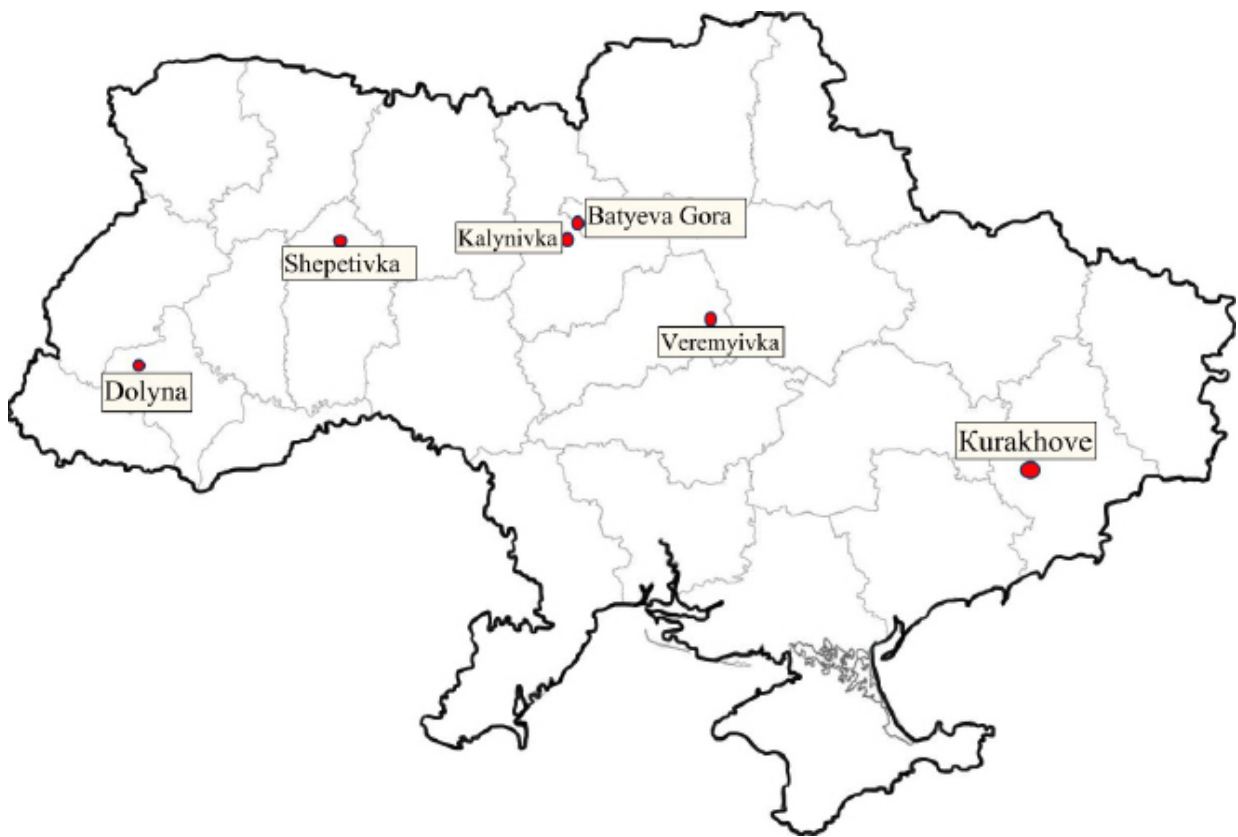 Batyeva Gora
Kalynivka
Shepetivka
Veremyivka
Dolyna
Kurakhove